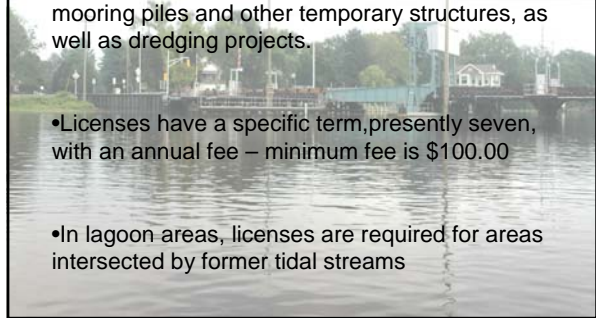 mooring piles and other temporary structures, as
well as dredging projects.
•Licenses have a specific term,presently seven,
with an annual fee – minimum fee is $100.00
•In lagoon areas, licenses are required for areas
intersected by former tidal streams